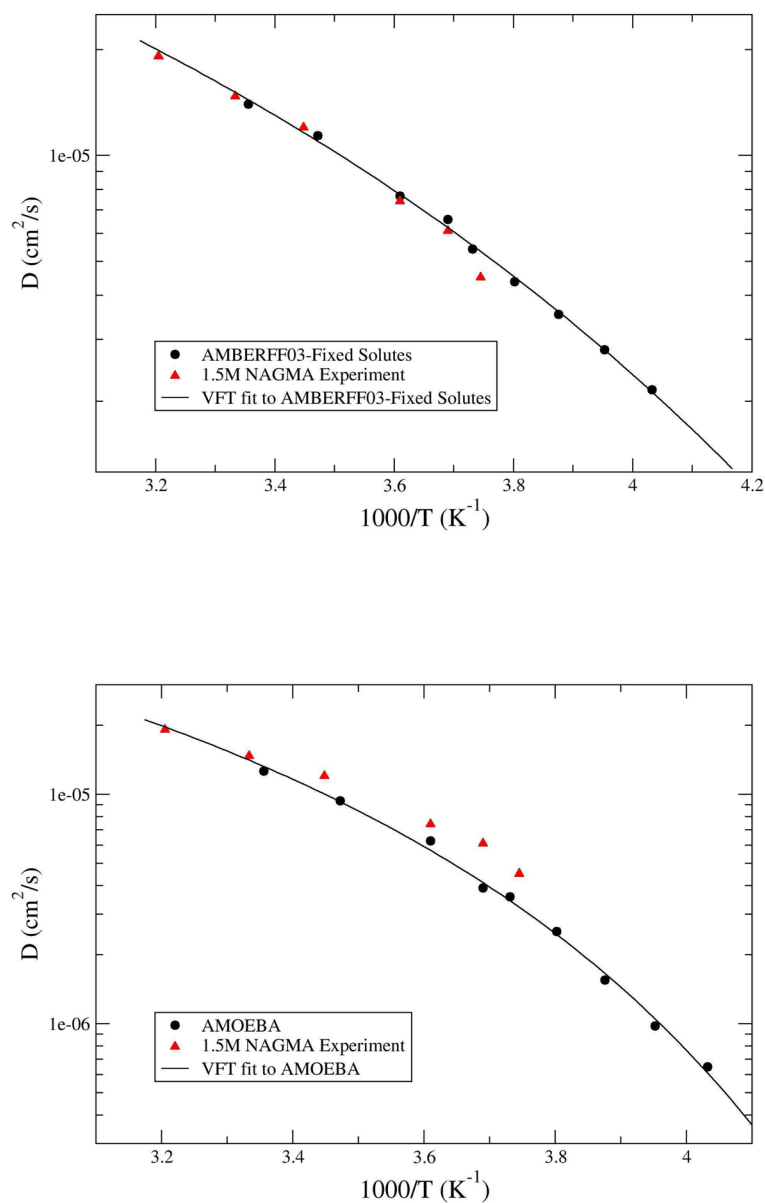 1e-05
D (cm²/s)
AMBERFF03-Fixed Solutes
1.5M NAGMA Experiment
VFT fit to AMBERFF03-Fixed Solutes
3.2 3.4 3.6 3.8 4 4.2
1000/T (K⁻¹)
1e-05
D (cm²/s)
1e-06
AMOEBA
1.5M NAGMA Experiment
VFT fit to AMOEBA
3.2 3.4 3.6 3.8 4
1000/T (K⁻¹)